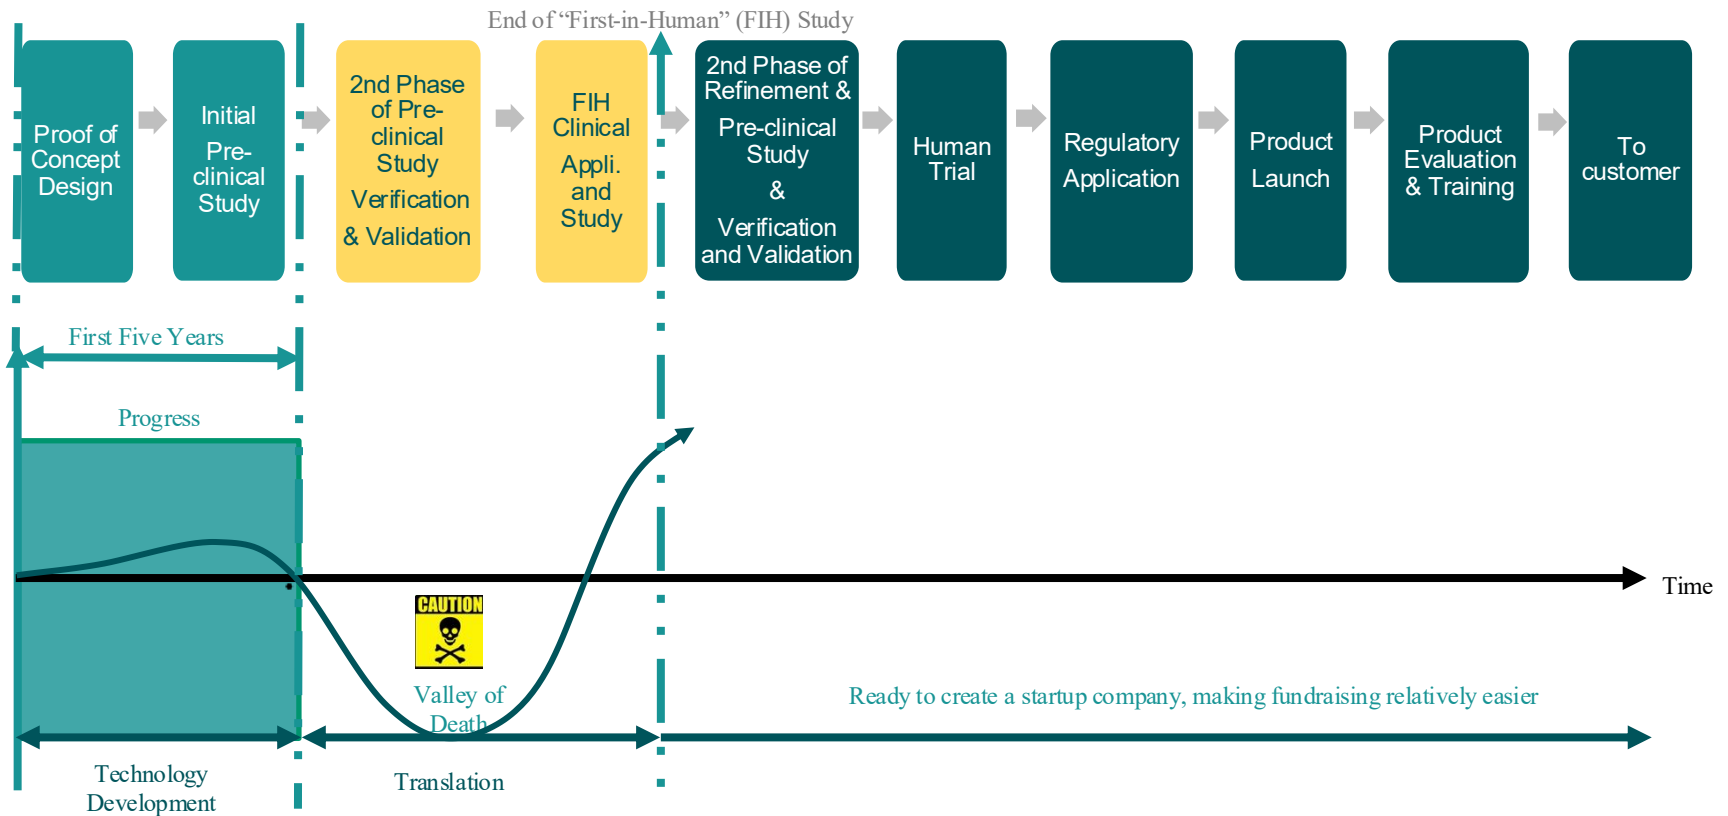 End of “First-in-Human” (FIH) Study
Proof of
Concept
Design
Initial
Pre-
clinical
Study
2nd Phase
of Pre-
clinical
Study
Verification
& Validation
FIH
Clinical
Appli.
and
Study
2nd Phase of
Refinement &
Pre-clinical
Study
&
Verification
and Validation
Human
Trial
Regulatory
Application
Product
Launch
Product
Evaluation
& Training
To
customer
First Five Years
Progress
Time
CAUTION
Valley of
Death
Ready to create a startup company, making fundraising relatively easier
Technology
Development
Translation